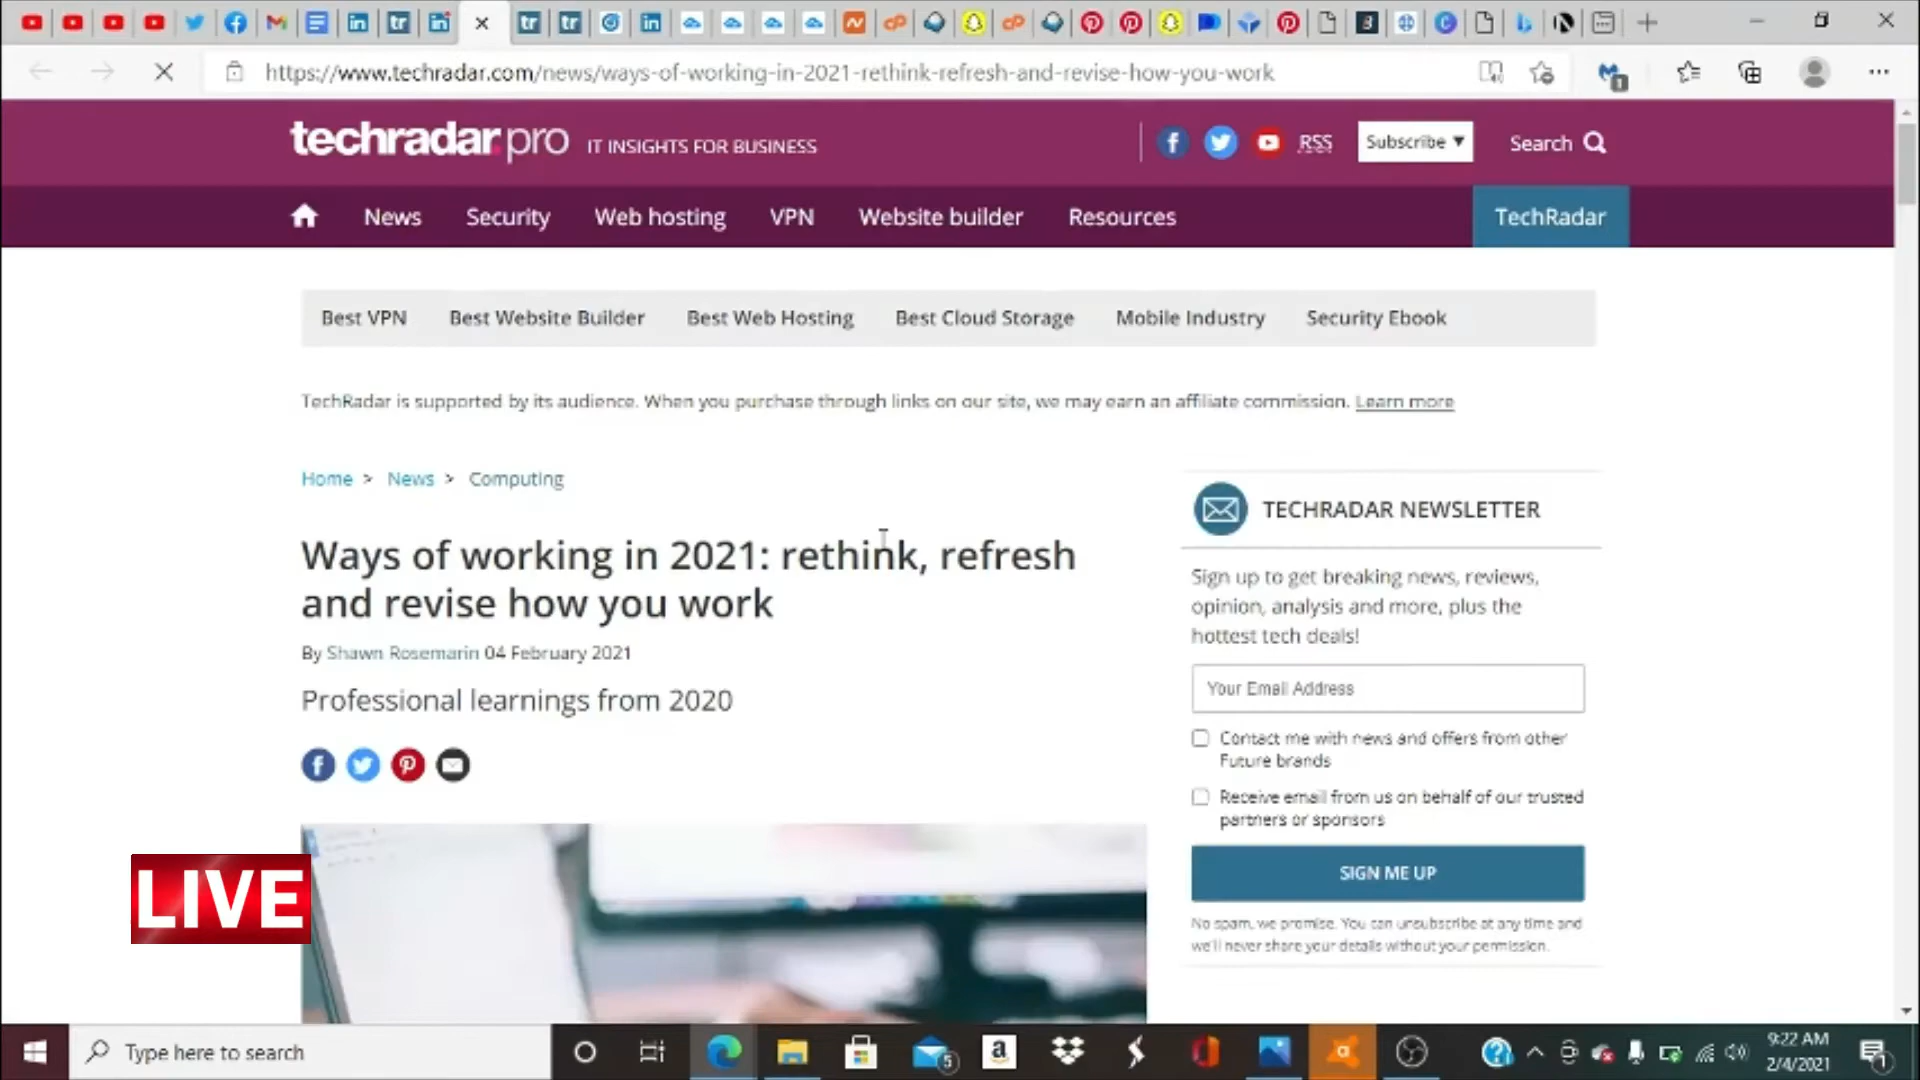 https://www.techradar.com/news/ways-of-working-in-2021-rethink-refresh-and-revise-how-you-work
techradar.pro IT INSIGHTS FOR BUSINESS
RSS
Subscribe ▼
Search
News
Security
Web hosting
VPN
Website builder
Resources
TechRadar
Best VPN
Best Website Builder
Best Web Hosting
Best Cloud Storage
Mobile Industry
Security Ebook
TechRadar is supported by its audience. When you purchase through links on our site, we may earn an affiliate commission. Learn more
Home > News > Computing
Ways of working in 2021: rethink, refresh
and revise how you work
By Shawn Rosemarin 04 February 2021
Professional learnings from 2020
TECHRADAR NEWSLETTER
Sign up to get breaking news, reviews,
opinion, analysis and more, plus the
hottest tech deals!
Your Email Address
Contact me with news and offers from other
Future brands
Receive email from us on behalf of our trusted
partners or sponsors
SIGN ME UP
No spam, we promise. You can unsubscribe at any time and
we'll never share your details without your permission.
LIVE
Type here to search
5
9:22 AM
2/4/2021
1